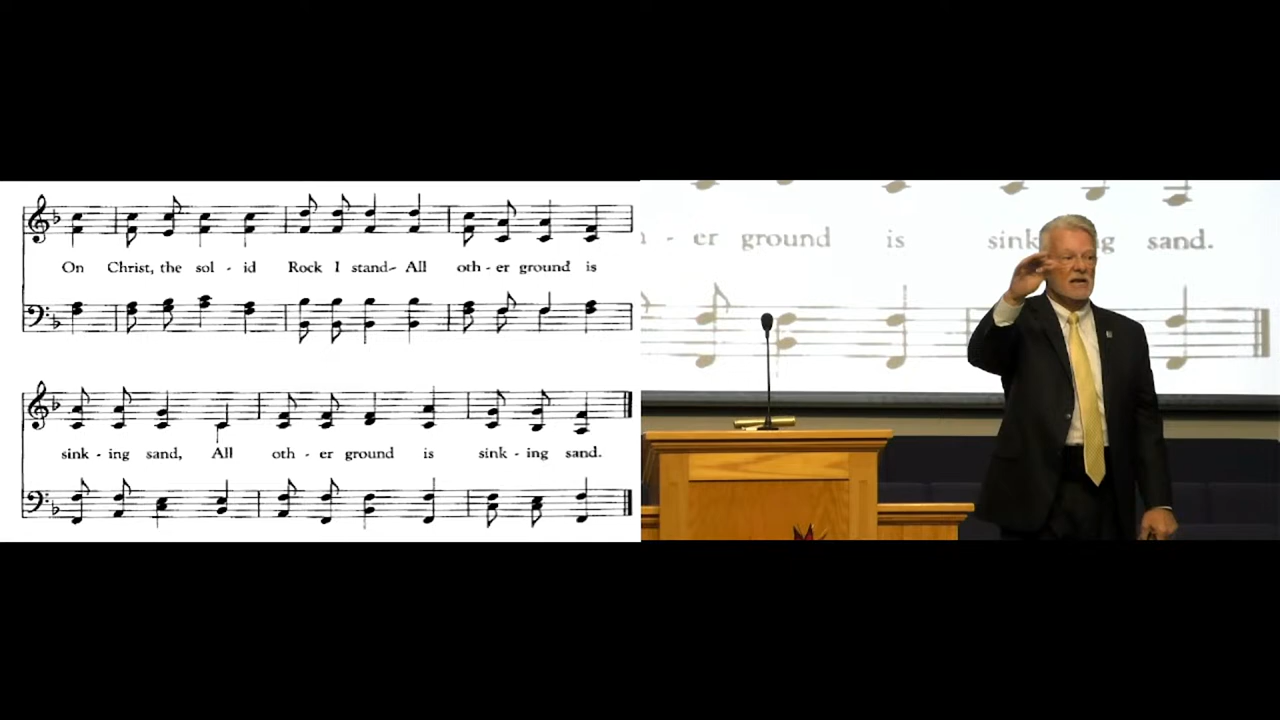 On Christ, the sol - id Rock I stand- All oth - er ground is
sink - ing sand, All oth - er ground is sink - ing sand.
- er ground is sink ng sand.